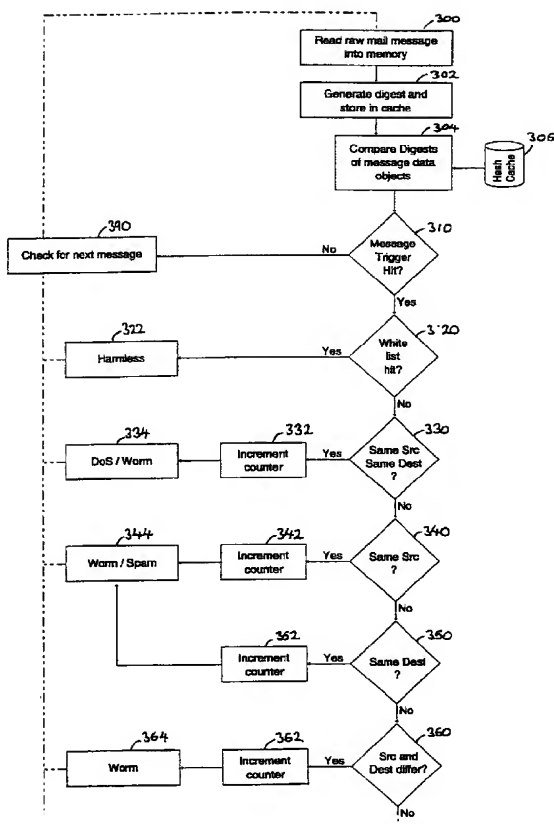 300
Read raw mail message
into memory
302
Generate digest and
store in cache
304
Compare Digests
of message data
objects
306
Hash
Cache
310
Message
Trigger
Hit?
No
390
Check for next message
Yes
320
White
list
hit?
Yes
322
Harmless
No
330
Same Src
Same Dest
?
Yes
332
Increment
counter
334
DoS / Worm
No
340
Same Src
?
Yes
342
Increment
counter
344
Worm / Spam
No
350
Same Dest
?
Yes
352
Increment
counter
No
360
Src and
Dest differ?
Yes
362
Increment
counter
364
Worm
No